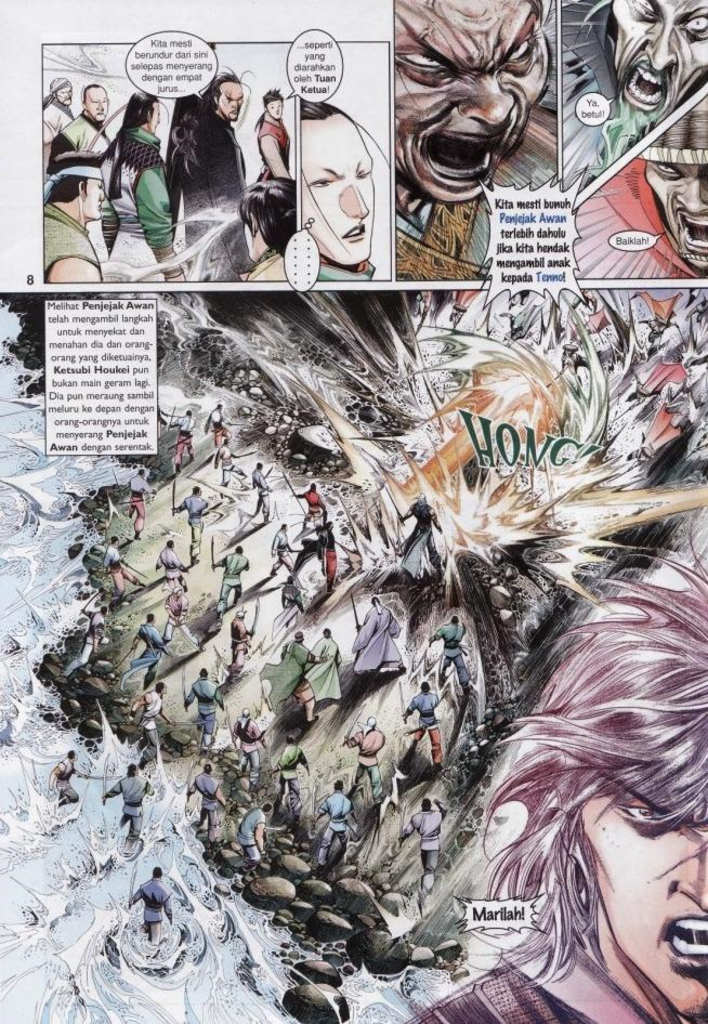 Kita mesti
berundur dari sini
selepas menyerang
dengan empat
jurus...
...seperti
yang
diarahkan
oleh Tuan
Ketua!
Ya,
betul!
Kita mesti bunuh
Penjejak Awan
terlebih dahulu
jika kita hendak
mengambil anak
kepada Tenno!
Baiklah!
8
Melihat Penjejak Awan
telah mengambil langkah
untuk menyekat dan
menahan dia dan orang-
orang yang diketuainya,
Ketsubi Houkei pun
bukan main geram lagi.
Dia pun meraung sambil
meluru ke depan dengan
orang-orangnya untuk
menyerang Penjejak
Awan dengan serentak.
HONG
Marilah!